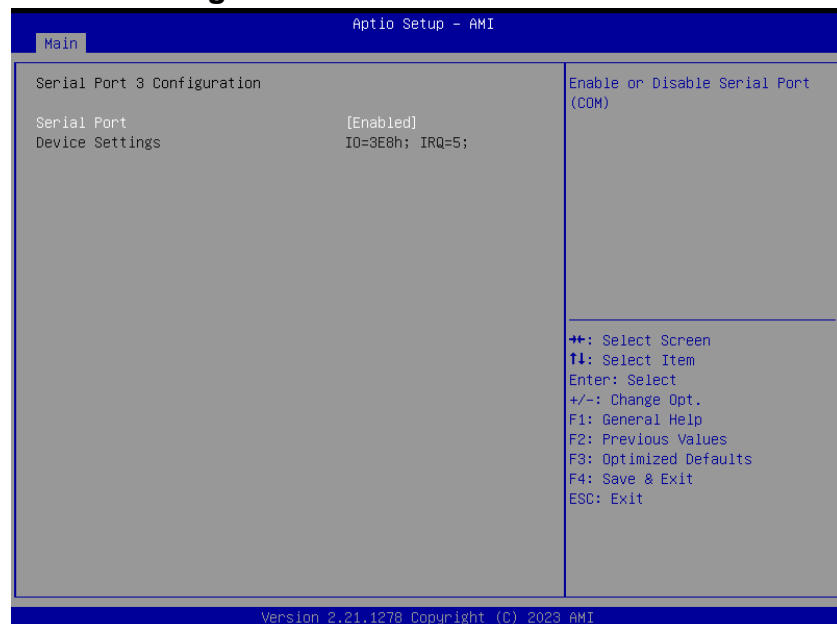 Aptio Setup – AMI
Main
Serial Port 3 Configuration
Serial Port [Enabled]
Device Settings IO=3E8h; IRQ=5;
Enable or Disable Serial Port
(COM)
→←: Select Screen
↑↓: Select Item
Enter: Select
+/-: Change Opt.
F1: General Help
F2: Previous Values
F3: Optimized Defaults
F4: Save & Exit
ESC: Exit
Version 2.21.1278 Copyright (C) 2023 AMI